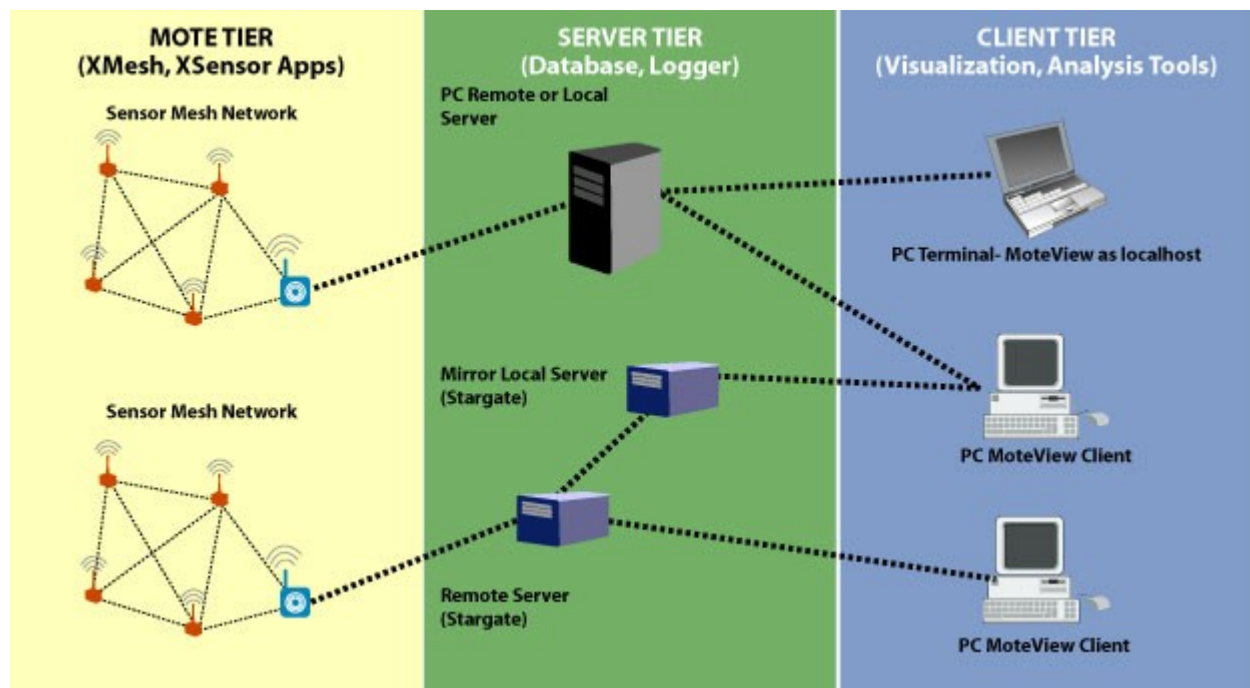 MOTE TIER
(XMesh, XSensor Apps)
Sensor Mesh Network
Sensor Mesh Network
SERVER TIER
(Database, Logger)
PC Remote or Local
Server
Mirror Local Server
(Stargate)
Remote Server
(Stargate)
CLIENT TIER
(Visualization, Analysis Tools)
PC Terminal- MoteView as localhost
PC MoteView Client
PC MoteView Client